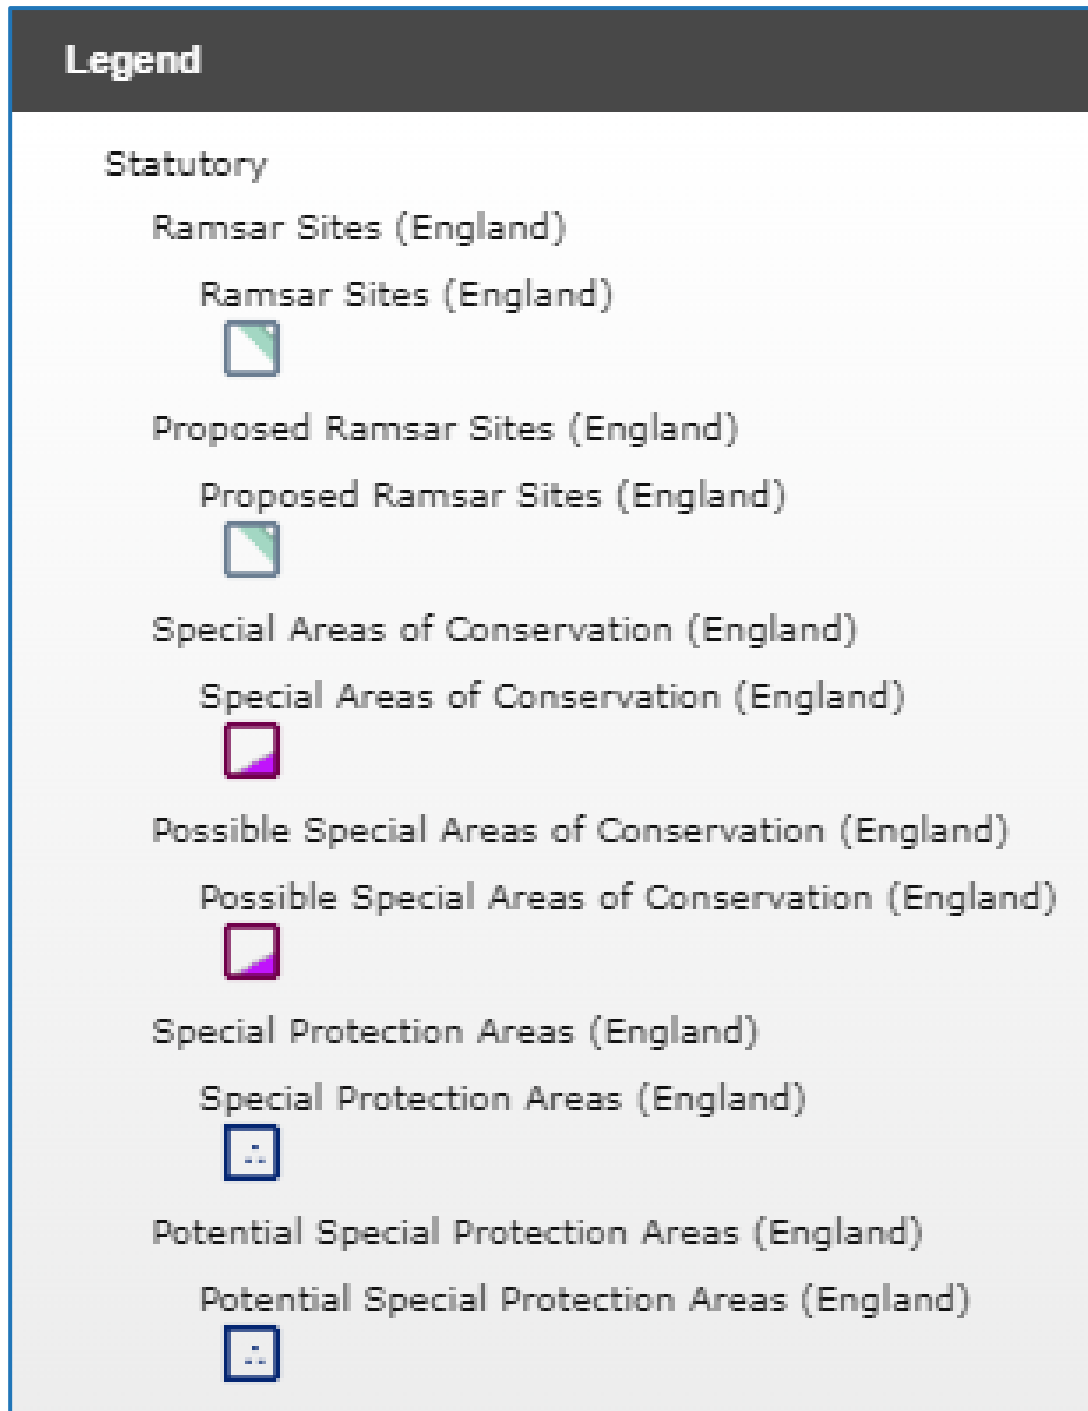 Legend
Statutory
Ramsar Sites (England)
Ramsar Sites (England)
Proposed Ramsar Sites (England)
Proposed Ramsar Sites (England)
Special Areas of Conservation (England)
Special Areas of Conservation (England)
Possible Special Areas of Conservation (England)
Possible Special Areas of Conservation (England)
Special Protection Areas (England)
Special Protection Areas (England)
Potential Special Protection Areas (England)
Potential Special Protection Areas (England)